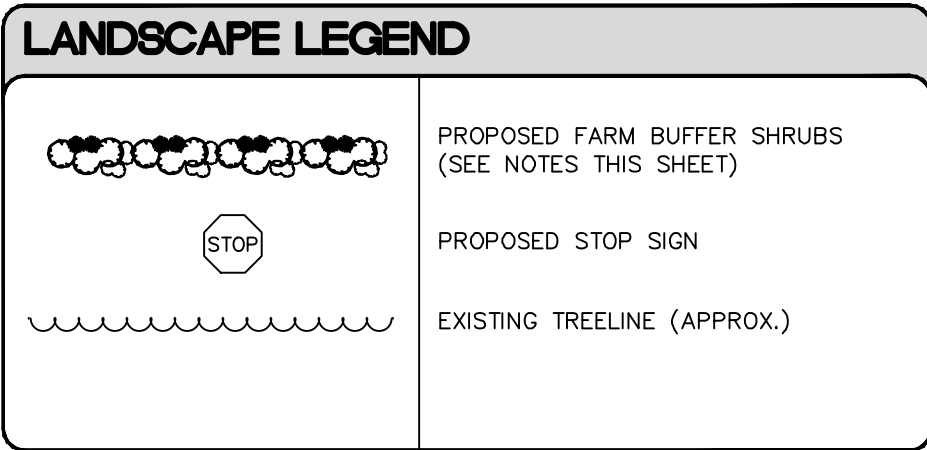 LANDSCAPE LEGEND
PROPOSED FARM BUFFER SHRUBS
(SEE NOTES THIS SHEET)
STOP
PROPOSED STOP SIGN
EXISTING TREELINE (APPROX.)